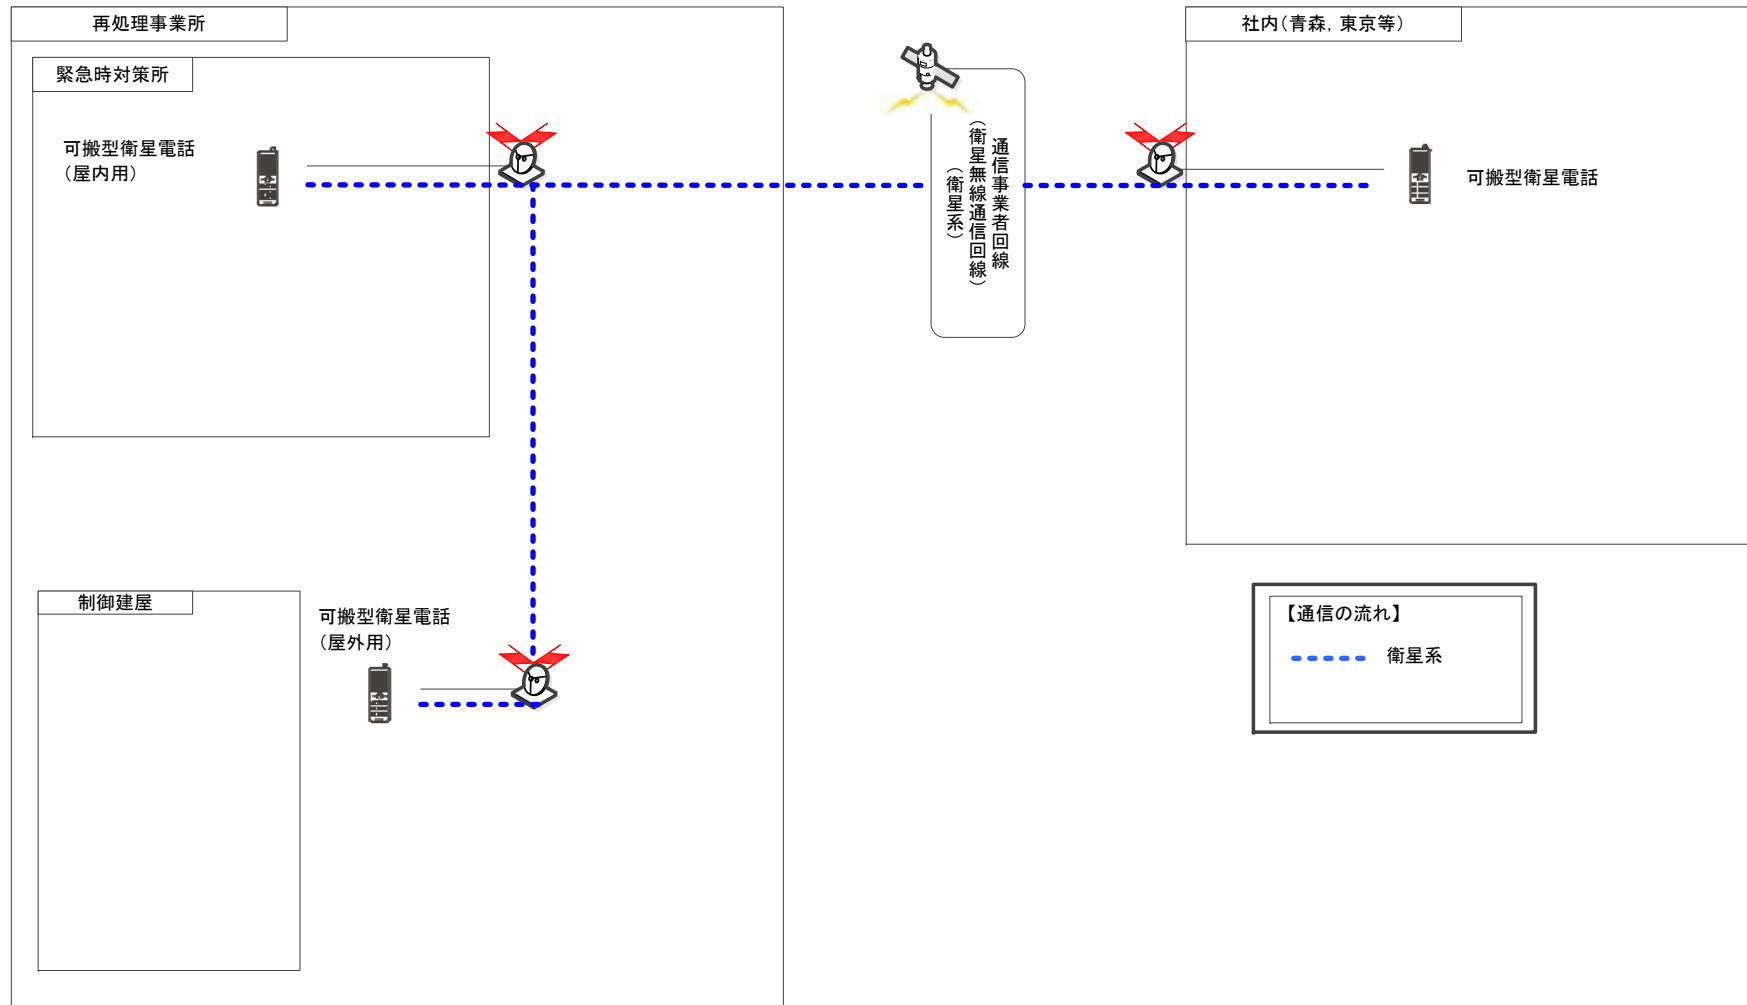 再処理事業所
緊急時対策所
可搬型衛星電話
(屋内用)
通信事業者回線
(衛星無線通信回線)
(衛星系)
社内(青森, 東京等)
可搬型衛星電話
制御建屋
可搬型衛星電話
(屋外用)
【通信の流れ】
衛星系